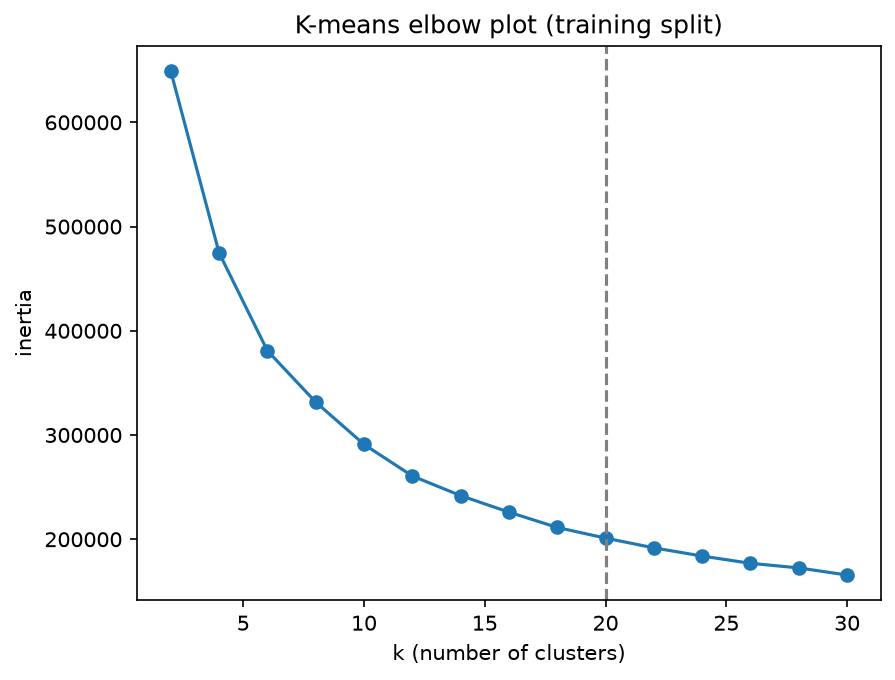 K-means elbow plot (training split)
600000
500000
400000
300000
200000
inertia
5 10 15 20 25 30
k (number of clusters)